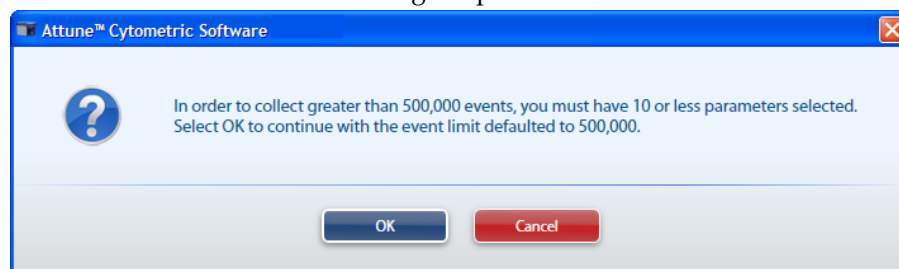 Attune™ Cytometric Software
In order to collect greater than 500,000 events, you must have 10 or less parameters selected.
Select OK to continue with the event limit defaulted to 500,000.
OK
Cancel